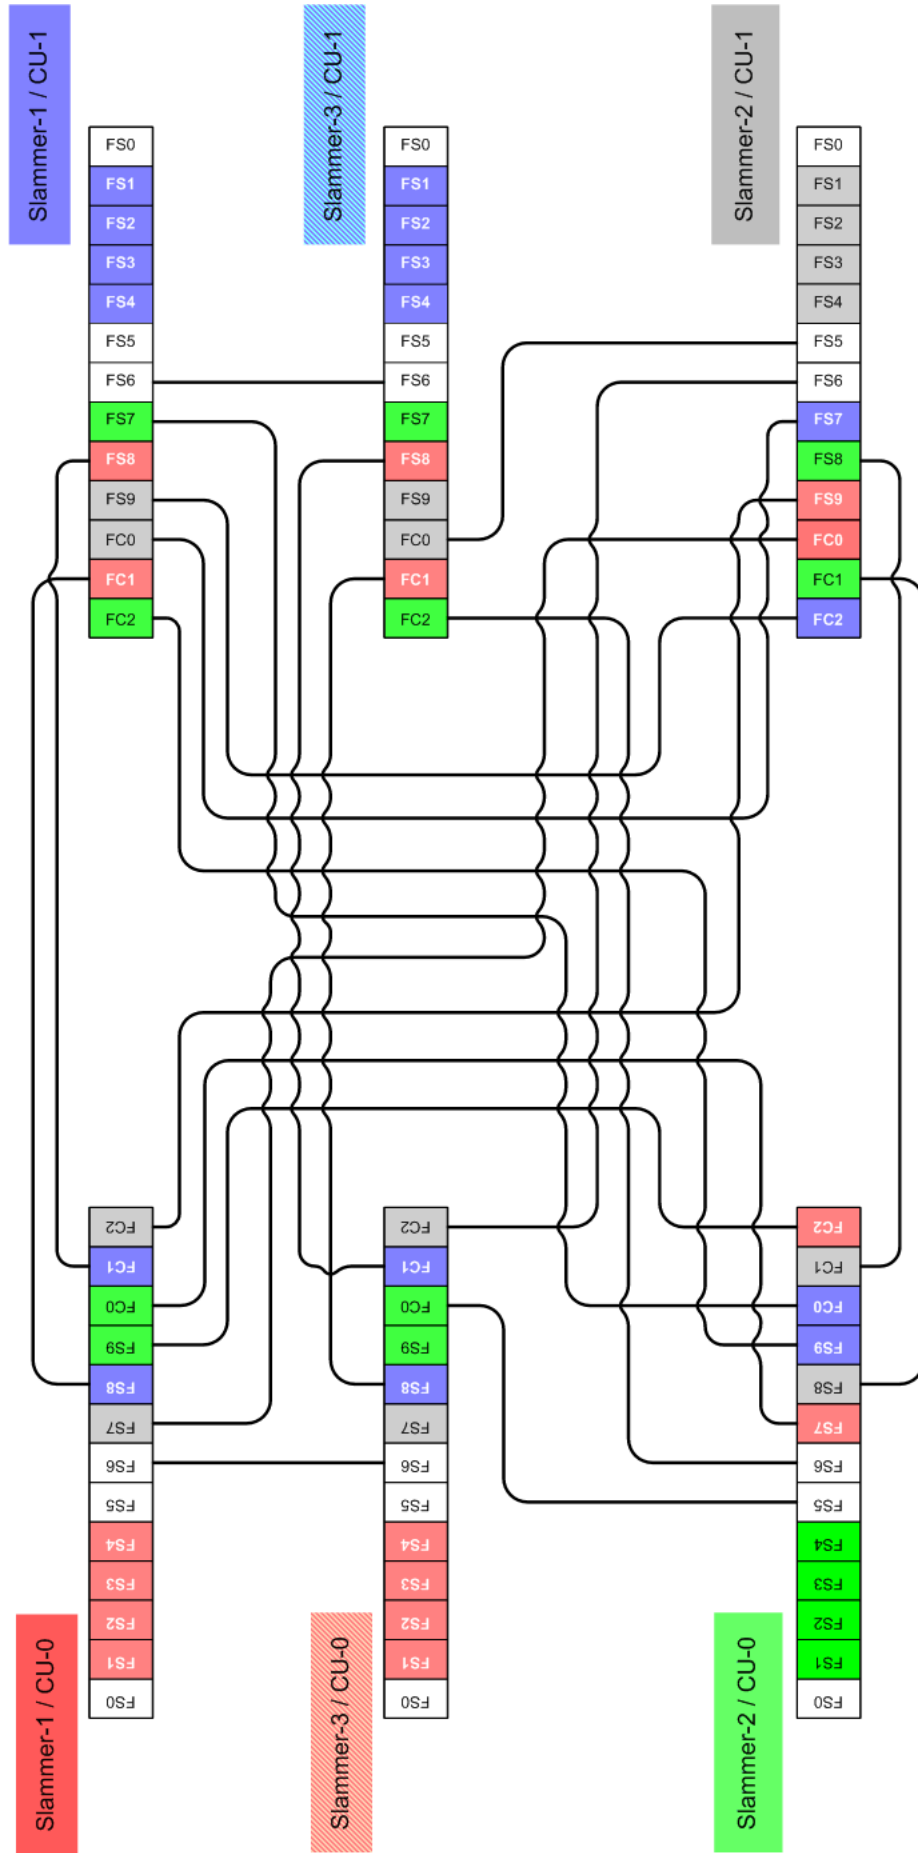 Slammer-1 / CU-1
FS0
FS1
FS2
FS3
FS4
FS5
FS6
FS7
FS8
FS9
FC0
FC1
FC2
Slammer-3 / CU-1
FS0
FS1
FS2
FS3
FS4
FS5
FS6
FS7
FS8
FS9
FC0
FC1
FC2
Slammer-2 / CU-1
FS0
FS1
FS2
FS3
FS4
FS5
FS6
FS7
FS8
FS9
FC0
FC1
FC2
FC2
FC1
FC0
FS9
FS8
FS7
FS6
FS5
FS4
FS3
FS2
FS1
FS0
Slammer-1 / CU-0
FC2
FC1
FC0
FS9
FS8
FS7
FS6
FS5
FS4
FS3
FS2
FS1
FS0
Slammer-3 / CU-0
FC2
FC1
FC0
FS9
FS8
FS7
FS6
FS5
FS4
FS3
FS2
FS1
FS0
Slammer-2 / CU-0